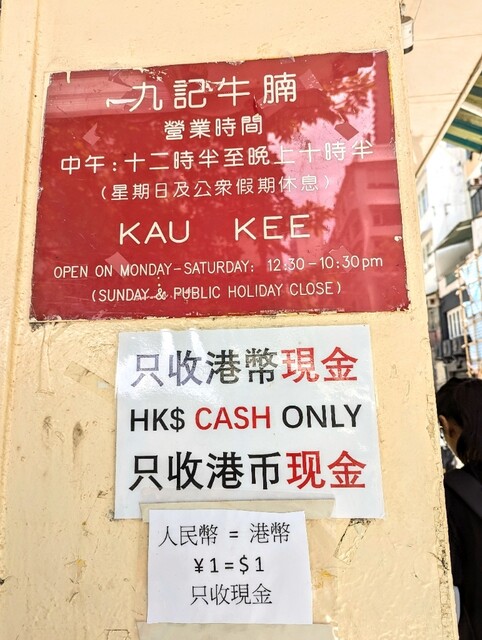 九記牛腩
營業時間
中午：十二時半至晚上十時半
（星期日及公眾假期休息）
KAU KEE
OPEN ON MONDAY–SATURDAY: 12:30–10:30pm
(SUNDAY & PUBLIC HOLIDAY CLOSE)
只收港幣現金
HK$ CASH ONLY
只收港币现金
人民幣 = 港幣
¥1=$1
只收現金